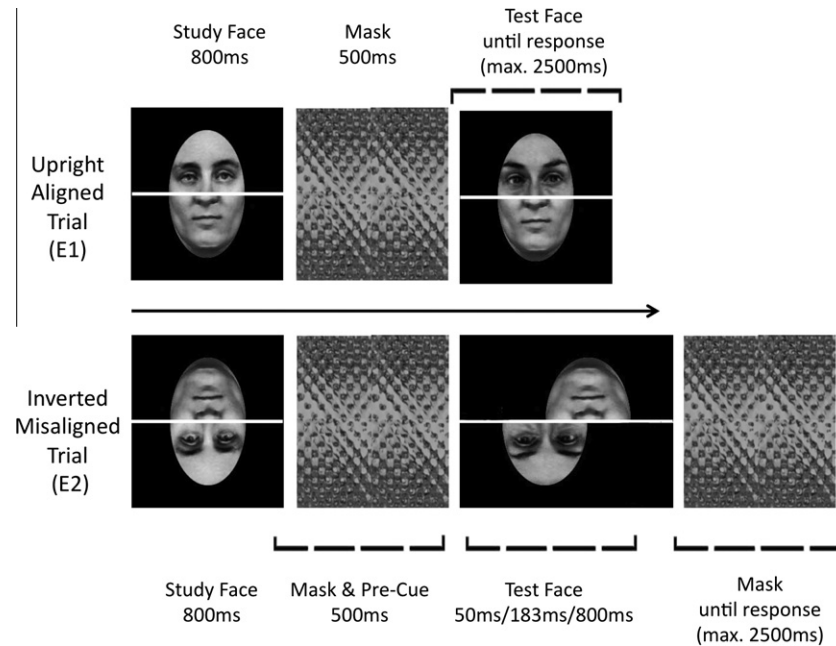 Study Face
800ms
Mask
500ms
Test Face
until response
(max. 2500ms)
Upright
Aligned
Trial
(E1)
Inverted
Misaligned
Trial
(E2)
Study Face
800ms
Mask & Pre-Cue
500ms
Test Face
50ms/183ms/800ms
Mask
until response
(max. 2500ms)